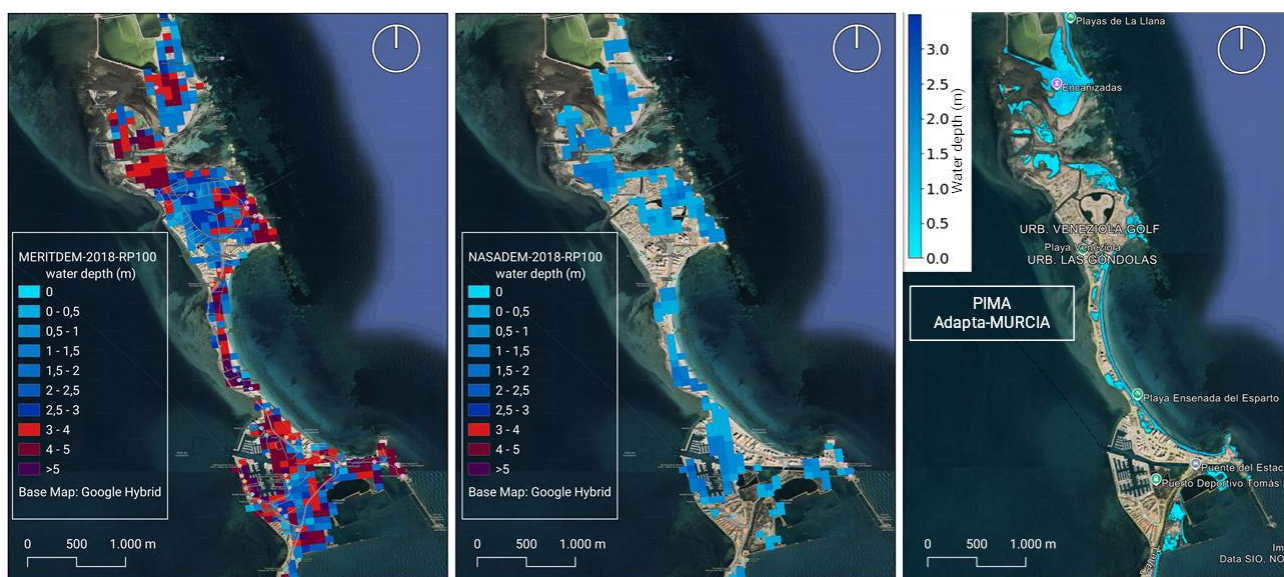 MERITDEM-2018-RP100
water depth (m)
0
0 - 0,5
0,5 - 1
1 - 1,5
1,5 - 2
2 - 2,5
2,5 - 3
3 - 4
4 - 5
>5
Base Map: Google Hybrid
0 500 1.000 m
NASADEM-2018-RP100
water depth (m)
0
0 - 0,5
0,5 - 1
1 - 1,5
1,5 - 2
2 - 2,5
2,5 - 3
3 - 4
4 - 5
>5
Base Map: Google Hybrid
0 500 1.000 m
3.0
2.5
2.0
1.5
1.0
0.5
0.0
Water depth (m)
Playas de La Llana
Encañizadas
URB. VENEZIOLA GOLF
Playa Veneziola
URB. LAS GONDOLAS
PIMA
Adapta-MURCIA
Playa Ensenada del Esparto
Puente del Estac
Puerto Deportivo Tomás
0 500 1.000 m
Im
Data SIO, NO